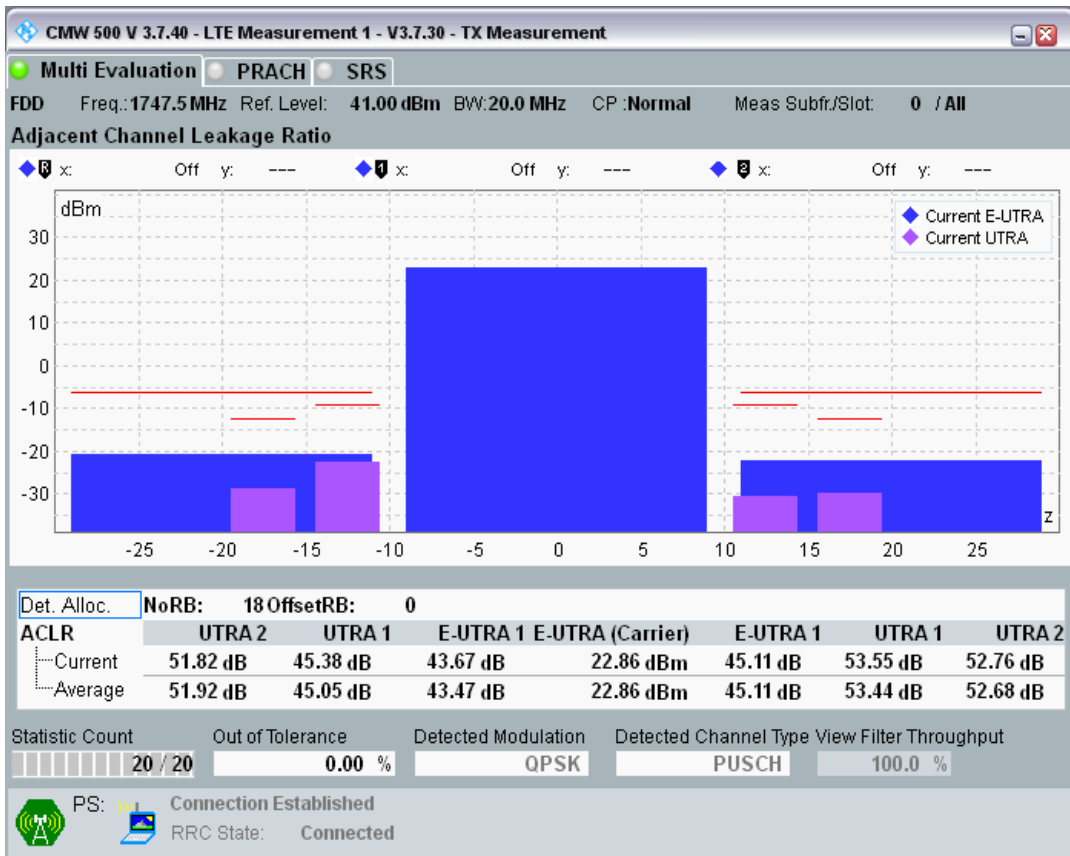 CMW 500 V 3.7.40 - LTE Measurement 1 - V3.7.30 - TX Measurement
Multi Evaluation PRACH SRS
FDD Freq.:1747.5 MHz Ref. Level: 41.00 dBm BW:20.0 MHz CP :Normal Meas Subfr./Slot: 0 / All
Adjacent Channel Leakage Ratio
R x: Off y: --- 1 x: Off y: --- 2 x: Off y: ---
dBm
Current E-UTRA
Current UTRA
30
20
10
0
-10
-20
-30
z
-25 -20 -15 -10 -5 0 5 10 15 20 25
Det. Alloc. NoRB: 18 OffsetRB: 0
ACLR UTRA 2 UTRA 1 E-UTRA 1 E-UTRA (Carrier) E-UTRA 1 UTRA 1 UTRA 2
Current 51.82 dB 45.38 dB 43.67 dB 22.86 dBm 45.11 dB 53.55 dB 52.76 dB
Average 51.92 dB 45.05 dB 43.47 dB 22.86 dBm 45.11 dB 53.44 dB 52.68 dB
Statistic Count Out of Tolerance Detected Modulation Detected Channel Type View Filter Throughput
20 / 20 0.00 % QPSK PUSCH 100.0 %
PS: Connection Established
RRC State: Connected